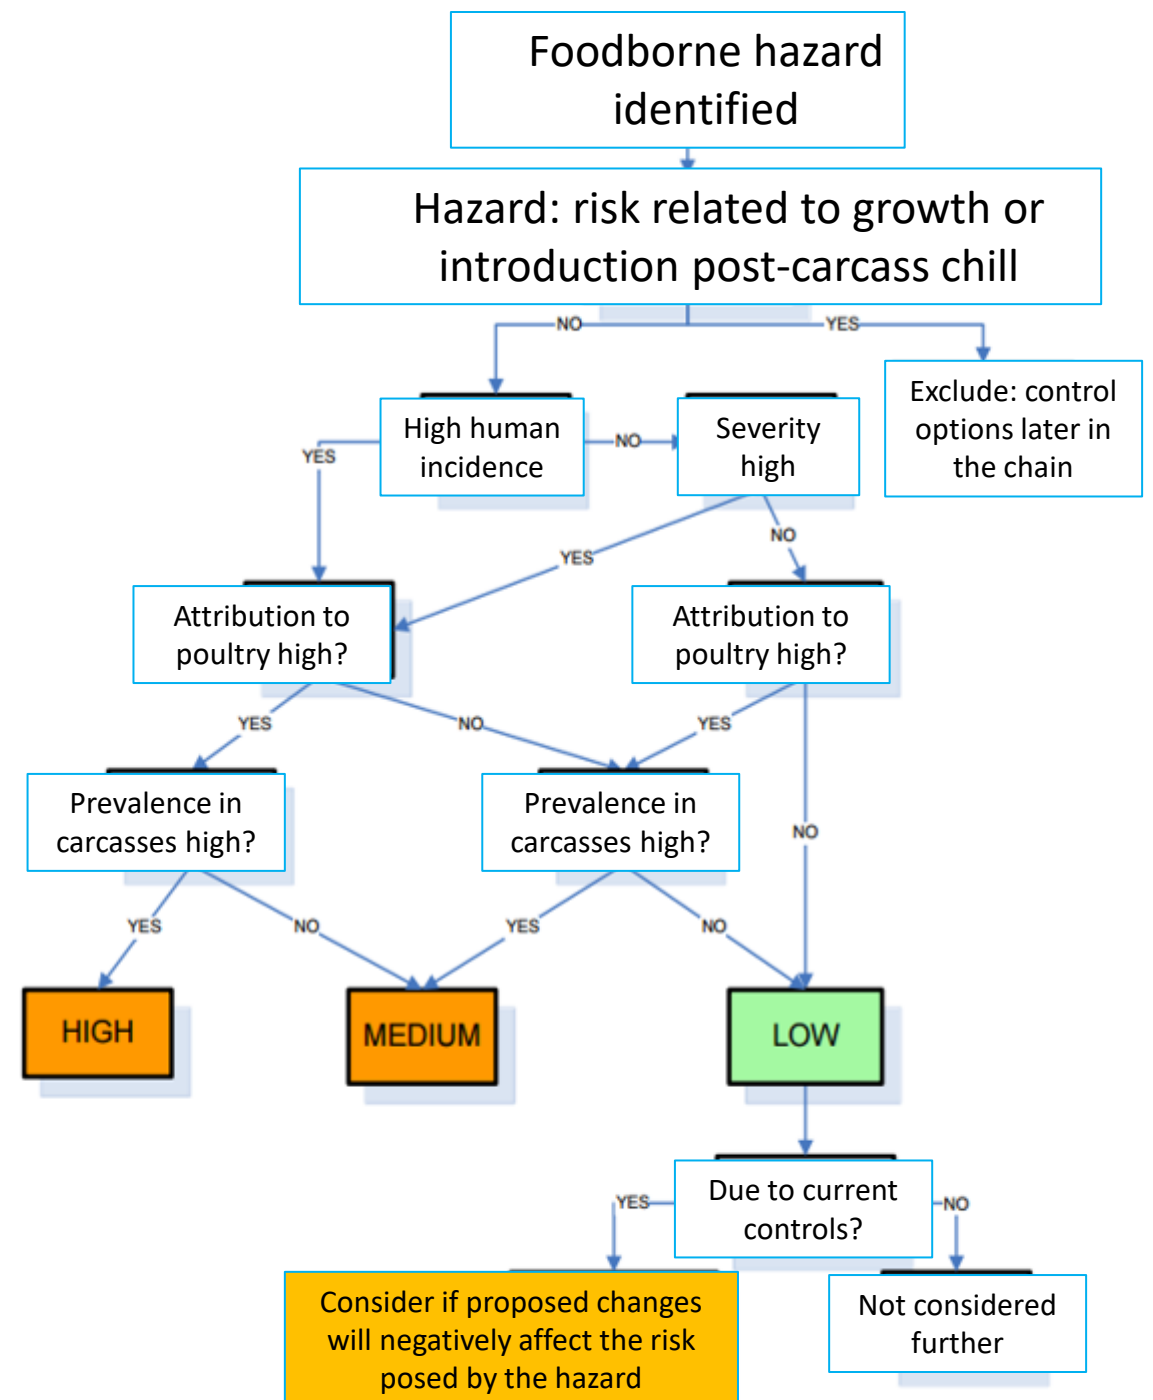 Foodborne hazard
identified
Hazard: risk related to growth or
introduction post-carcass chill
NO
YES
High human
incidence
NO
Severity
high
Exclude: control
options later in
the chain
YES
YES
NO
Attribution to
poultry high?
Attribution to
poultry high?
YES
NO
YES
Prevalence in
carcasses high?
Prevalence in
carcasses high?
NO
YES
NO
YES
NO
HIGH
MEDIUM
LOW
Due to current
controls?
YES
NO
Consider if proposed changes
will negatively affect the risk
posed by the hazard
Not considered
further